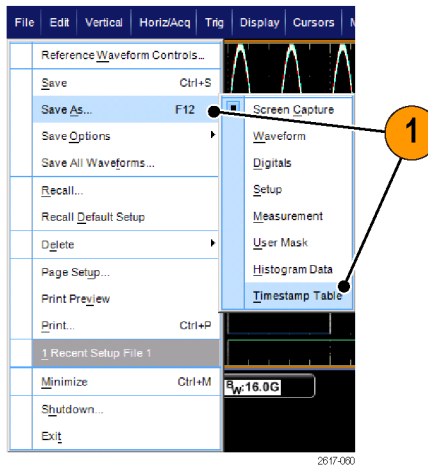 File Edit Vertical Horiz/Acq Trig Display Cursors
Reference Waveform Controls...
Save Ctrl+S
Save As... F12
Save Options
Save All Waveforms...
Recall...
Recall Default Setup
Delete
Page Setup...
Print Preview
Print... Ctrl+P
1 Recent Setup File 1
Minimize Ctrl+M
Shutdown...
Exit
Screen Capture
Waveform
Digitals
Setup
Measurement
User Mask
Histogram Data
Timestamp Table
1
BW:16.0G
2617-060